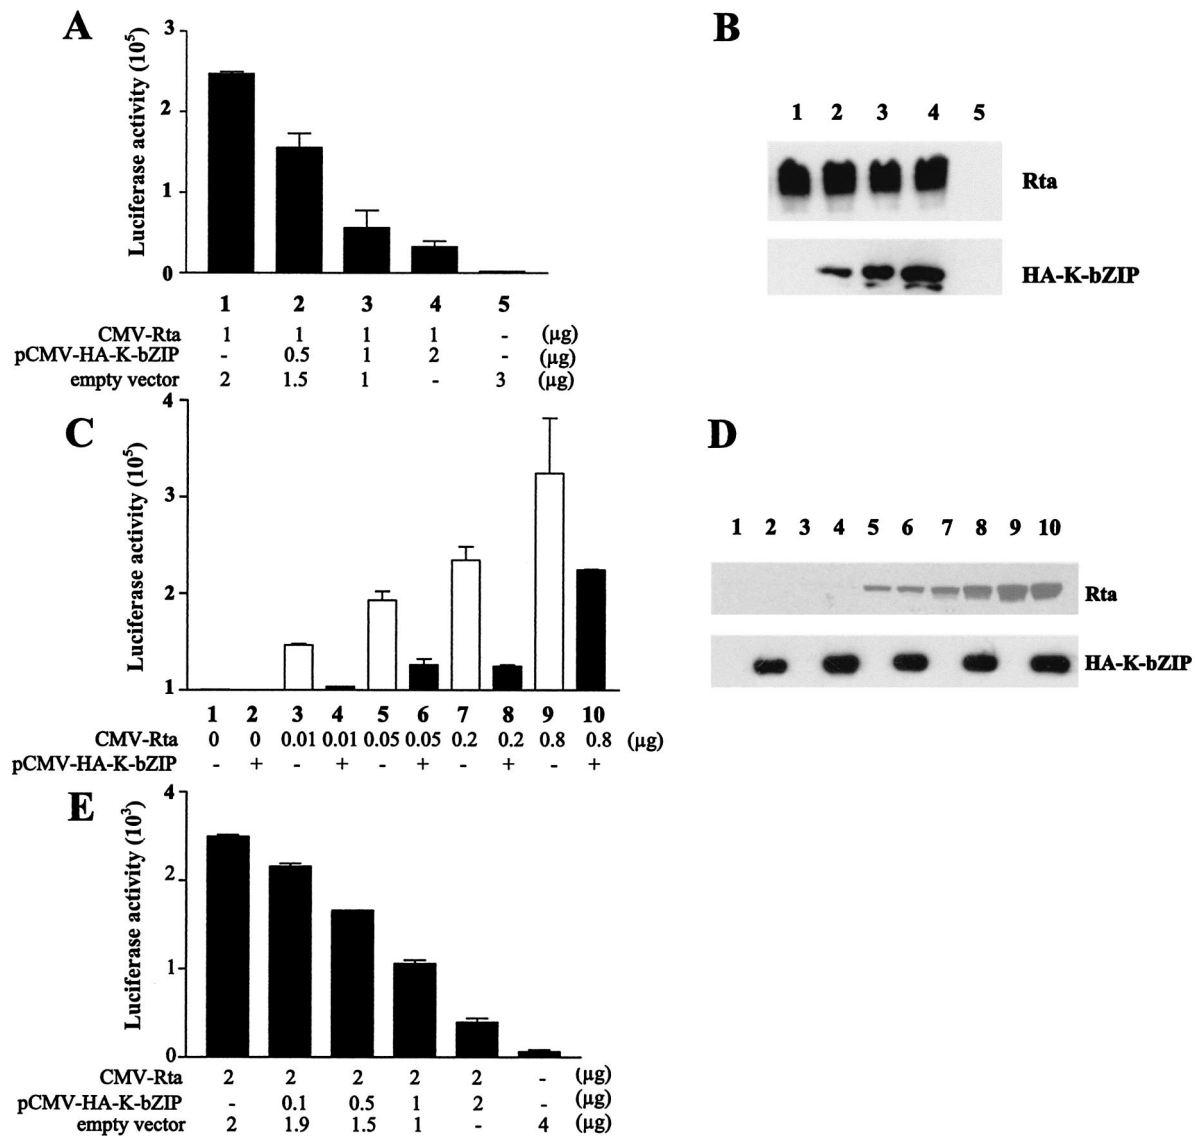 A
Luciferase activity (10⁵)
3
2
1
0
1 2 3 4 5
CMV-Rta 1 1 1 1 - (µg)
pCMV-HA-K-bZIP - 0.5 1 2 - (µg)
empty vector 2 1.5 1 - 3 (µg)
B
1 2 3 4 5
Rta
HA-K-bZIP
C
Luciferase activity (10⁵)
4
3
2
1
1 2 3 4 5 6 7 8 9 10
CMV-Rta 0 0 0.01 0.01 0.05 0.05 0.2 0.2 0.8 0.8 (µg)
pCMV-HA-K-bZIP - + - + - + - + - +
D
1 2 3 4 5 6 7 8 9 10
Rta
HA-K-bZIP
E
Luciferase activity (10³)
4
2
1
0
CMV-Rta 2 2 2 2 2 - (µg)
pCMV-HA-K-bZIP - 0.1 0.5 1 2 - (µg)
empty vector 2 1.9 1.5 1 - 4 (µg)